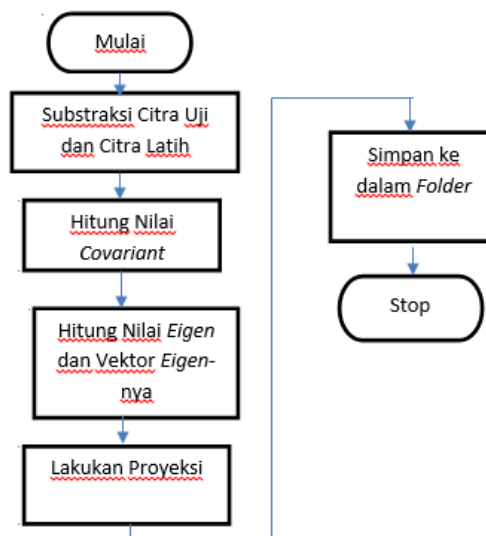 Mulai
Substraksi Citra Uji
dan Citra Latih
Hitung Nilai
Covariant
Hitung Nilai Eigen
dan Vektor Eigen-
nya
Lakukan Proyeksi
Simpan ke
dalam Folder
Stop